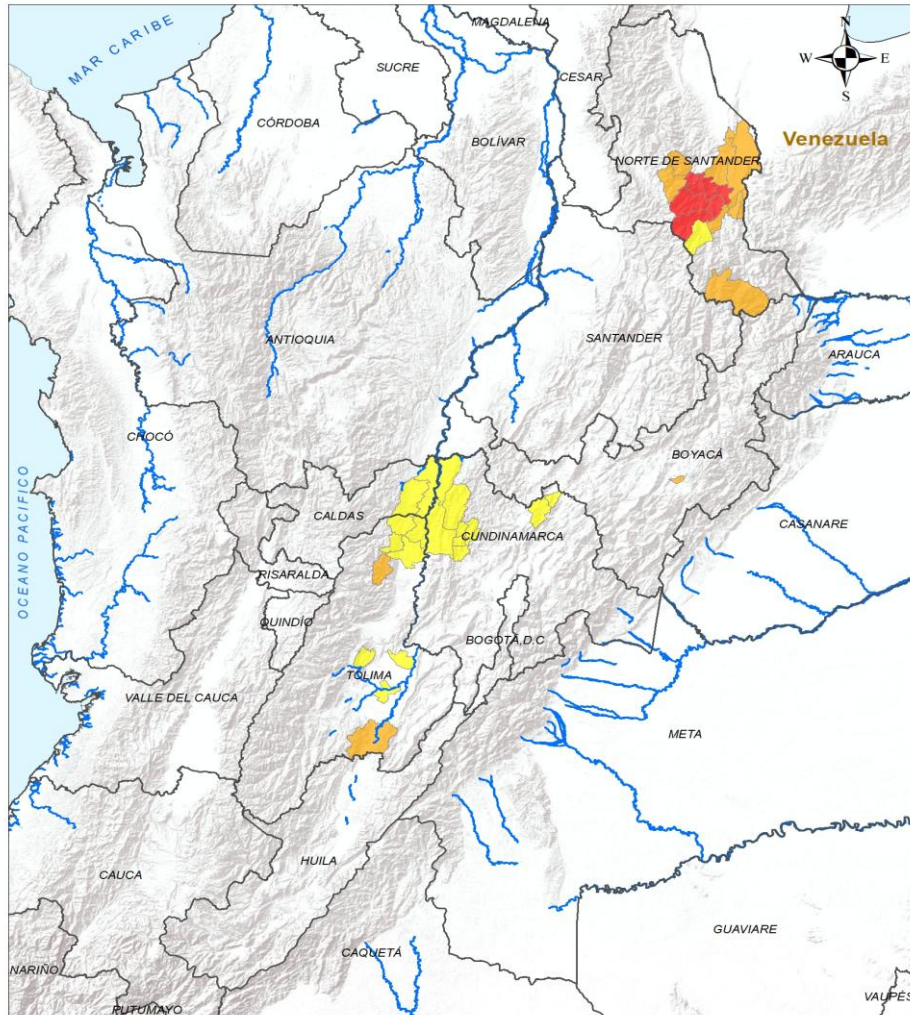 MAGDALENA
MAR CARIBE
N
W E
S
SUCRE
CESAR
CÓRDOBA
BOLÍVAR
Venezuela
NORTE DE SANTANDER
ANTIOQUIA
SANTANDER
ARAUCA
CHOCÓ
BOYACÁ
OCEANO PACIFICO
CALDAS
CASANARE
CUNDINAMARCA
RISARALDA
QUINDÍO
BOGOTÁ, D.C
TOLIMA
VALLE DEL CAUCA
META
HUILA
CAUCA
GUAVIARE
CAQUETÁ
NARIÑO
VAUPÉS
PUTUMAYO